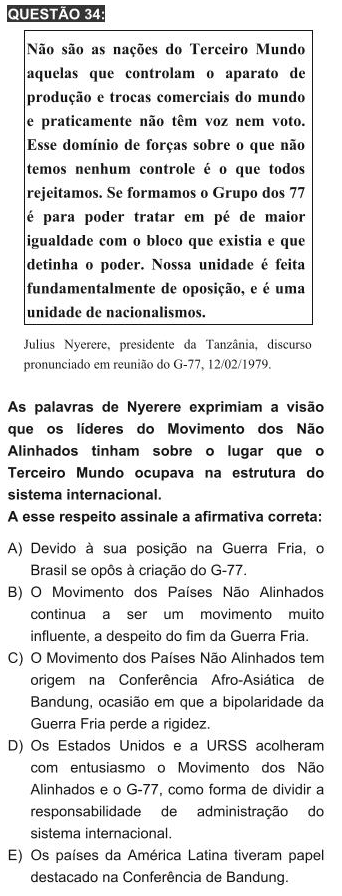 QUESTÃO 34:
Não são as nações do Terceiro Mundo
aquelas que controlam o aparato de
produção e trocas comerciais do mundo
e praticamente não têm voz nem voto.
Esse domínio de forças sobre o que não
temos nenhum controle é o que todos
rejeitamos. Se formamos o Grupo dos 77
é para poder tratar em pé de maior
igualdade com o bloco que existia e que
detinha o poder. Nossa unidade é feita
fundamentalmente de oposição, e é uma
unidade de nacionalismos.
Julius Nyerere, presidente da Tanzânia, discurso
pronunciado em reunião do G-77, 12/02/1979.
As palavras de Nyerere exprimiam a visão
que os líderes do Movimento dos Não
Alinhados tinham sobre o lugar que o
Terceiro Mundo ocupava na estrutura do
sistema internacional.
A esse respeito assinale a afirmativa correta:
A) Devido à sua posição na Guerra Fria, o
Brasil se opôs à criação do G-77.
B) O Movimento dos Países Não Alinhados
continua a ser um movimento muito
influente, a despeito do fim da Guerra Fria.
C) O Movimento dos Países Não Alinhados tem
origem na Conferência Afro-Asiática de
Bandung, ocasião em que a bipolaridade da
Guerra Fria perde a rigidez.
D) Os Estados Unidos e a URSS acolheram
com entusiasmo o Movimento dos Não
Alinhados e o G-77, como forma de dividir a
responsabilidade de administração do
sistema internacional.
E) Os países da América Latina tiveram papel
destacado na Conferência de Bandung.